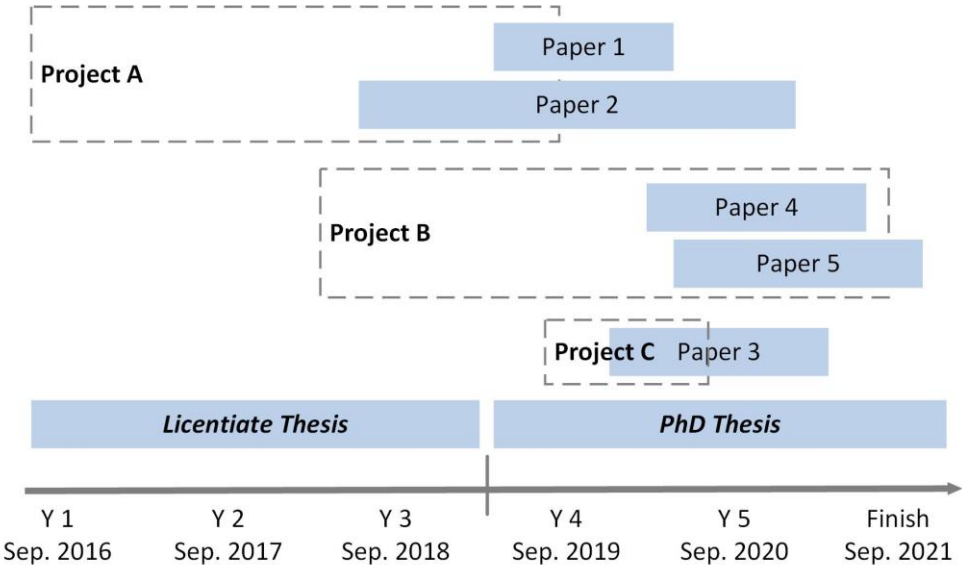 Paper 1
Project A
Paper 2
Paper 4
Project B
Paper 5
Project C Paper 3
Licentiate Thesis PhD Thesis
Y 1 Y 2 Y 3 Y 4 Y 5 Finish
Sep. 2016 Sep. 2017 Sep. 2018 Sep. 2019 Sep. 2020 Sep. 2021